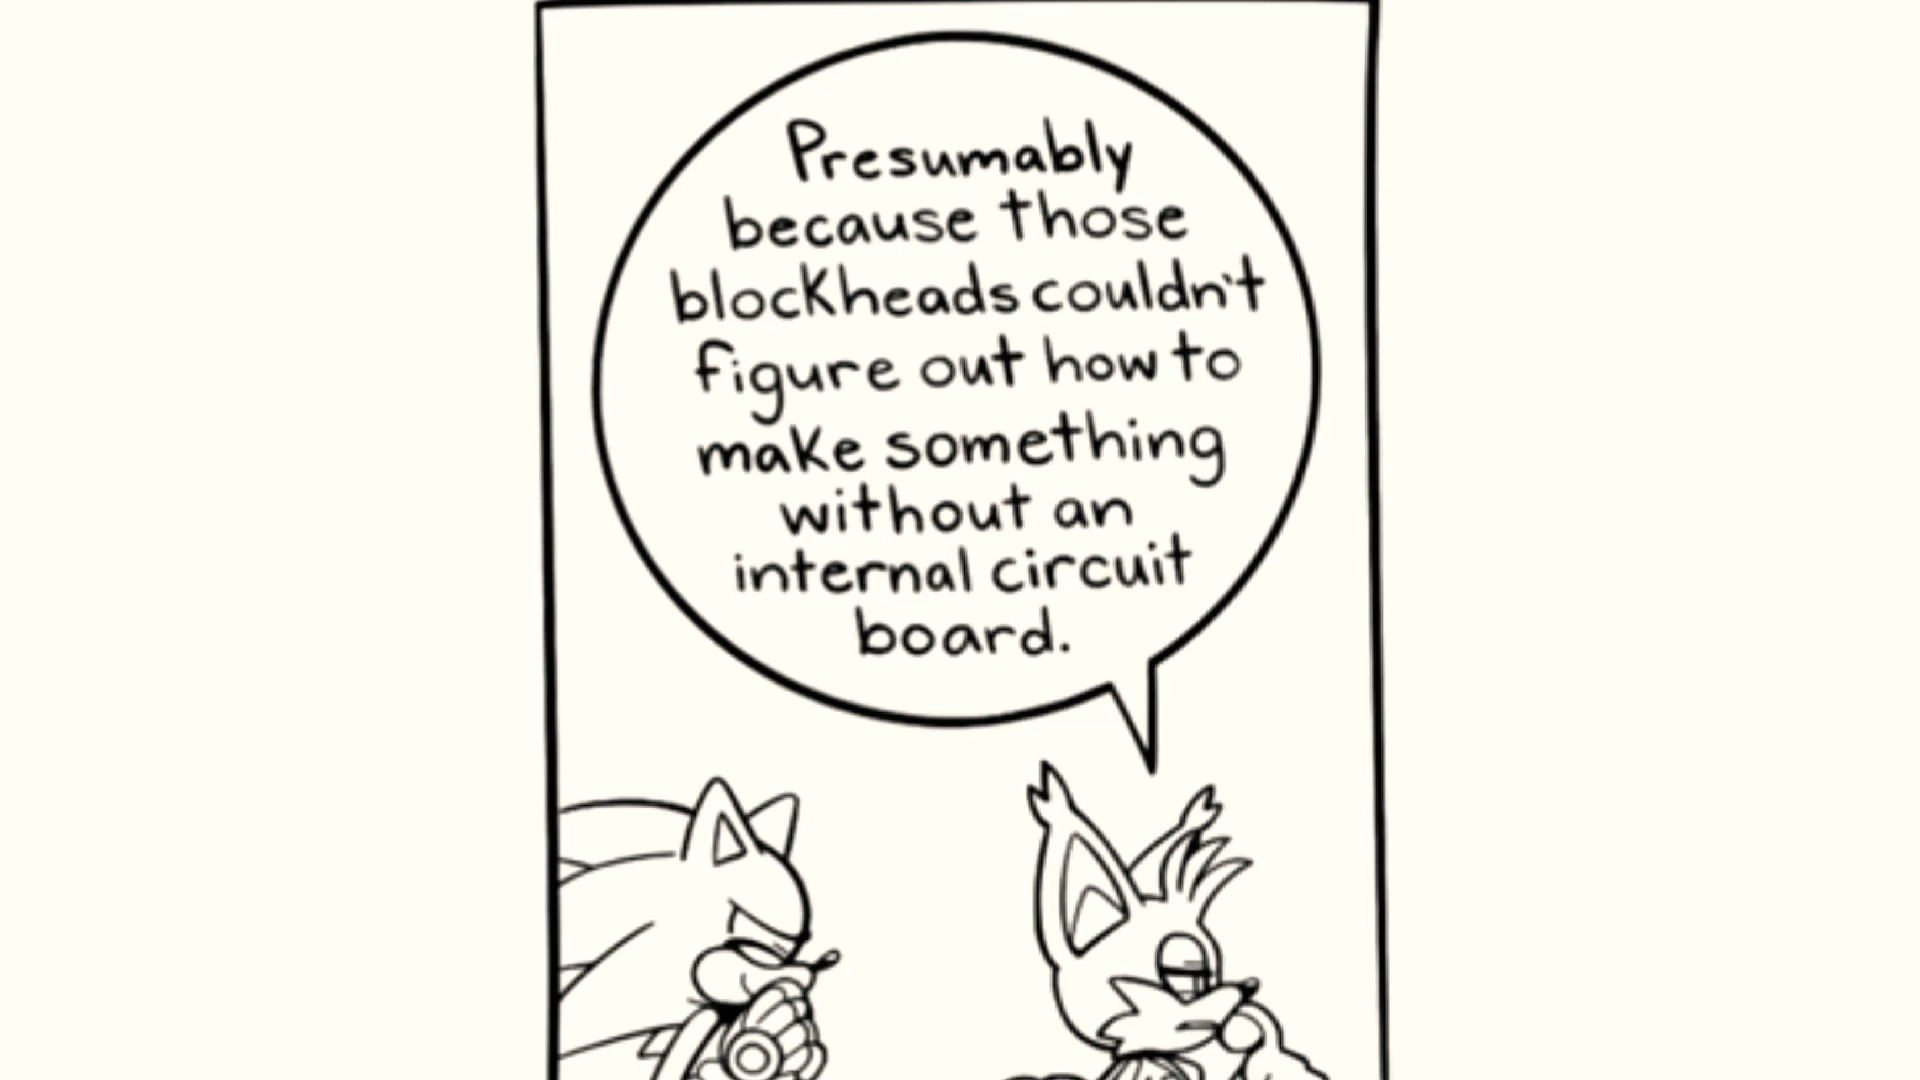 Presumably
because those
blockheads couldn't
figure out how to
make something
without an
internal circuit
board.